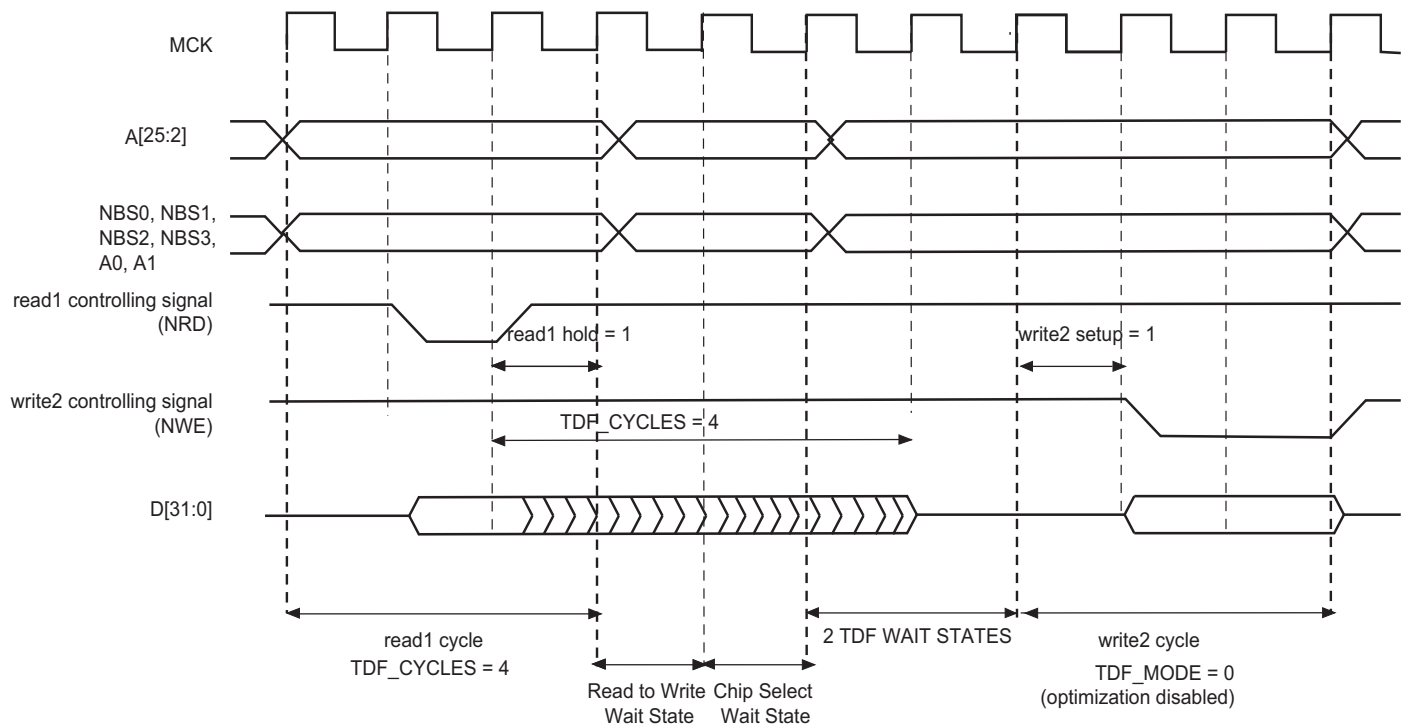 MCK
A[25:2]
NBS0, NBS1,
NBS2, NBS3,
A0, A1
read1 controlling signal
(NRD)
read1 hold = 1
write2 setup = 1
write2 controlling signal
(NWE)
TDF_CYCLES = 4
D[31:0]
read1 cycle
TDF_CYCLES = 4
2 TDF WAIT STATES
write2 cycle
TDF_MODE = 0
(optimization disabled)
Read to Write
Wait State
Chip Select
Wait State